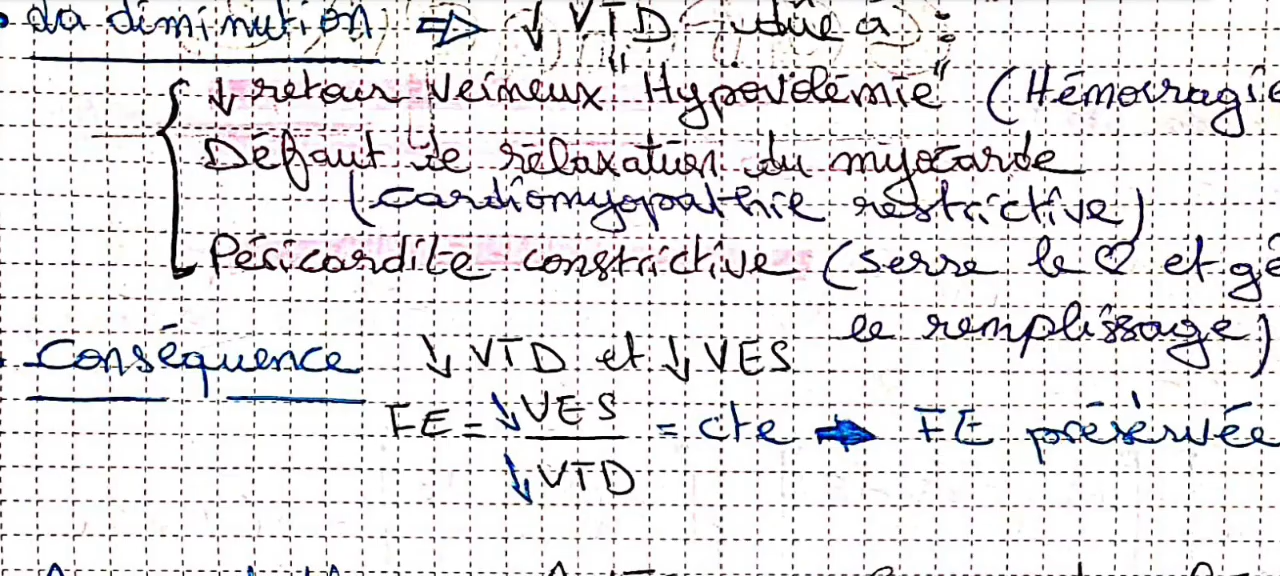 La diminution ⇒ ↓ VTD dûe à :
↓ retour veineux "Hypovolémie" (Hémorragie
Défaut de relaxation du myocarde
(cardiomyopathie restrictive)
Péricardite constrictive (serre le ♡ et gê
le remplissage)
Conséquence ↓ VTD et ↓ VES
FE = ↓VES / ↓VTD = cte ➡ FE préservée